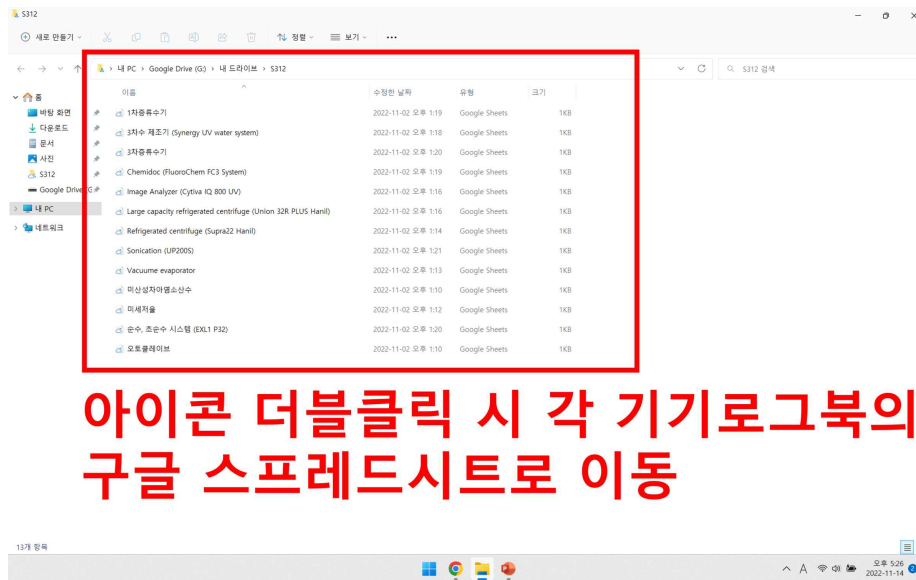 S312
새로 만들기
정렬
보기
내 PC > Google Drive (G:) > 내 드라이브 > S312
S312 검색
홈
바탕 화면
다운로드
문서
사진
S312
Google Drive (G
내 PC
네트워크
이름 수정한 날짜 유형 크기
1차증류수기 2022-11-02 오후 1:19 Google Sheets 1KB
3차수 제조기 (Synergy UV water system) 2022-11-02 오후 1:18 Google Sheets 1KB
3차증류수기 2022-11-02 오후 1:20 Google Sheets 1KB
Chemidoc (FluoroChem FC3 System) 2022-11-02 오후 1:19 Google Sheets 1KB
Image Analyzer (Cytiva IQ 800 UV) 2022-11-02 오후 1:16 Google Sheets 1KB
Large capacity refrigerated centrifuge (Union 32R PLUS Hanil) 2022-11-02 오후 1:16 Google Sheets 1KB
Refrigerated centrifuge (Supra22 Hanil) 2022-11-02 오후 1:14 Google Sheets 1KB
Sonication (UP200S) 2022-11-02 오후 1:21 Google Sheets 1KB
Vacuume evaporator 2022-11-02 오후 1:13 Google Sheets 1KB
미산성차아염소산수 2022-11-02 오후 1:10 Google Sheets 1KB
미세저울 2022-11-02 오후 1:12 Google Sheets 1KB
순수, 초순수 시스템 (EXL1 P32) 2022-11-02 오후 1:20 Google Sheets 1KB
오토클레이브 2022-11-02 오후 1:10 Google Sheets 1KB
아이콘 더블클릭 시 각 기기로그북의
구글 스프레드시트로 이동
13개 항목
A
오후 5:26
2022-11-14
2